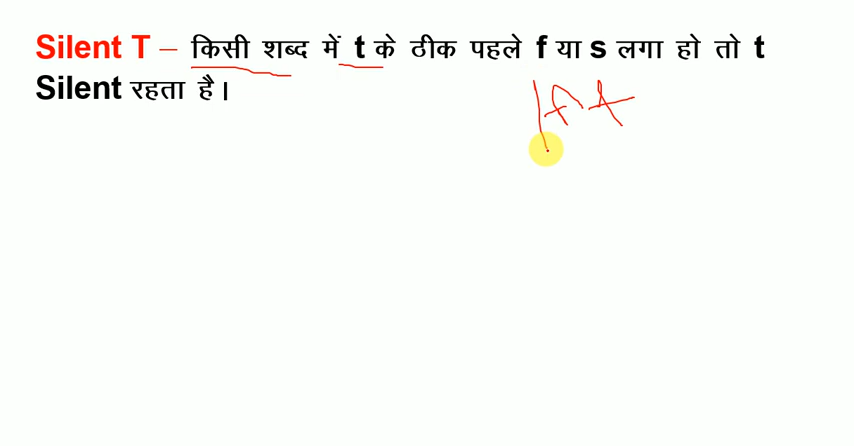 Silent T – किसी शब्द में t के ठीक पहले f या s लगा हो तो t
Silent रहता है।
ft